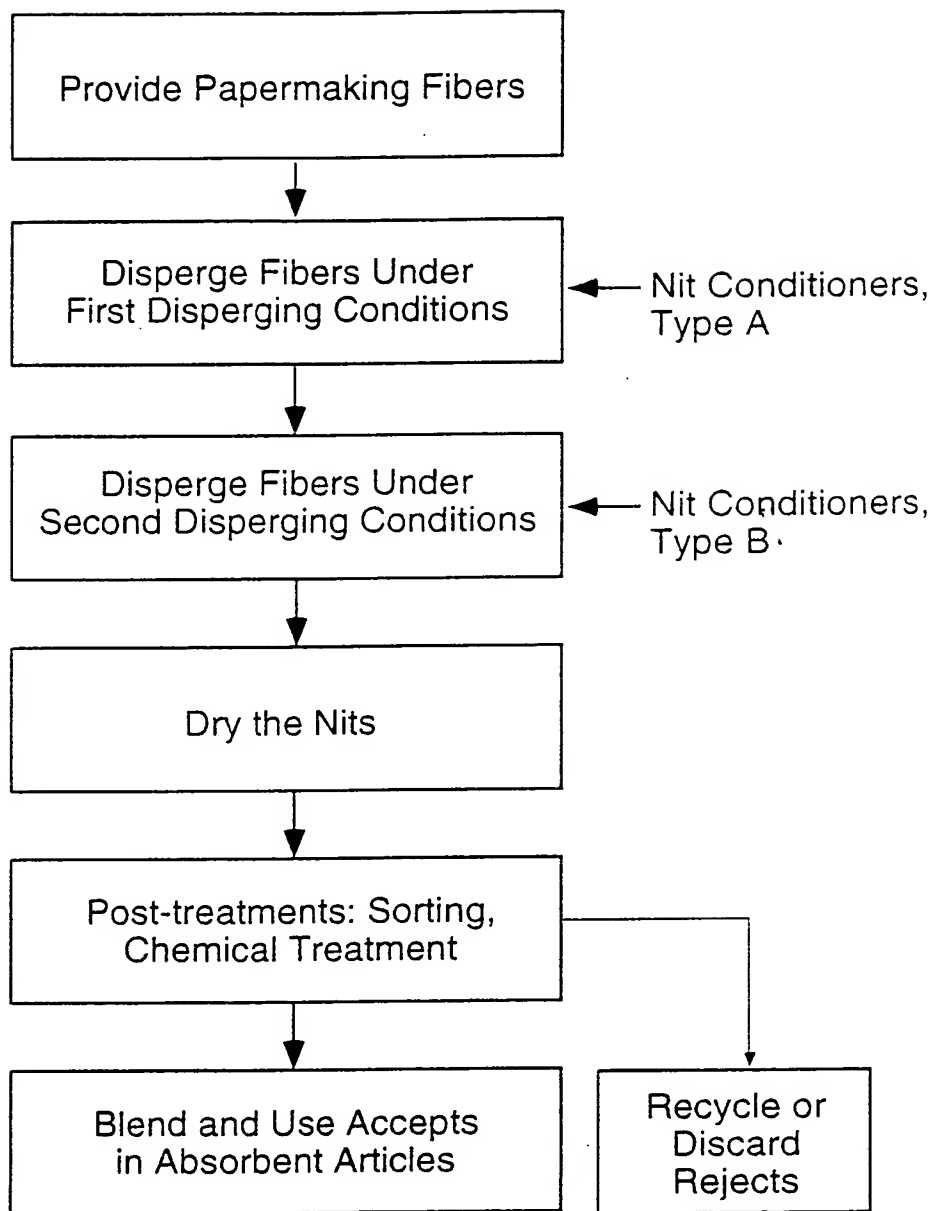 Provide Papermaking Fibers
Disperge Fibers Under
First Disperging Conditions
Nit Conditioners,
Type A
Disperge Fibers Under
Second Disperging Conditions
Nit Conditioners,
Type B
Dry the Nits
Post-treatments: Sorting,
Chemical Treatment
Blend and Use Accepts
in Absorbent Articles
Recycle or
Discard
Rejects